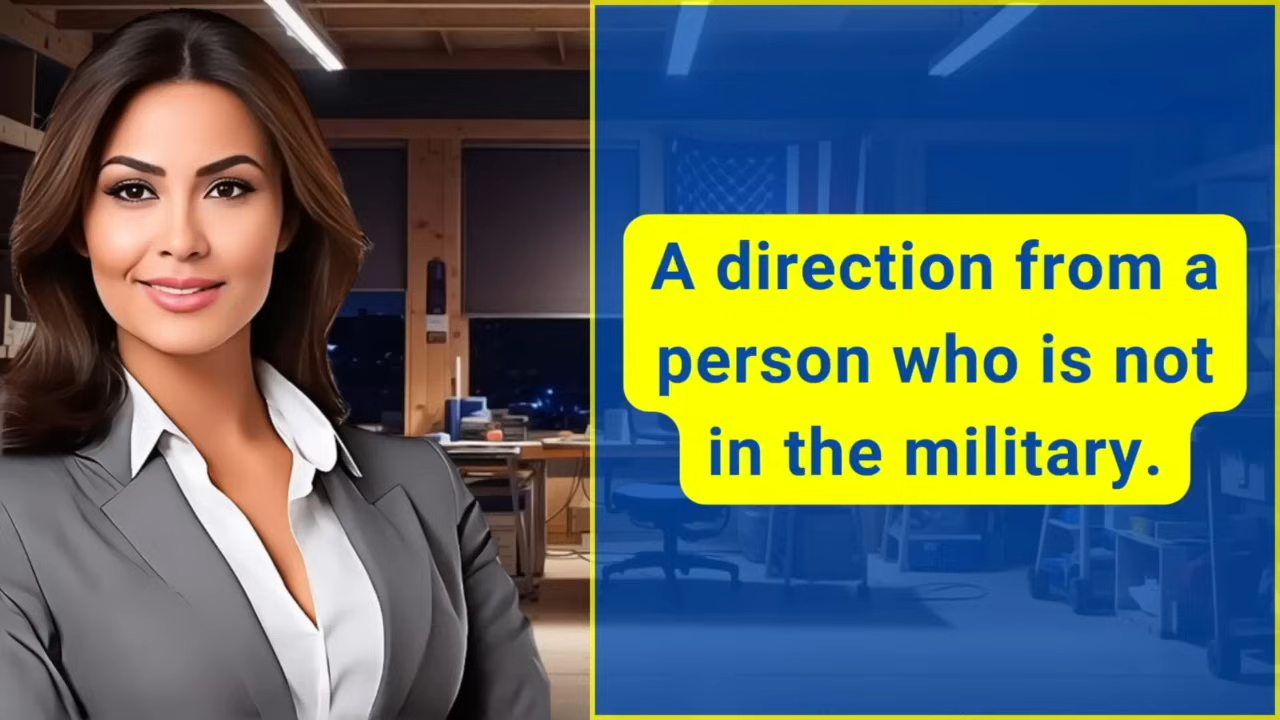 A direction from a
person who is not
in the military.